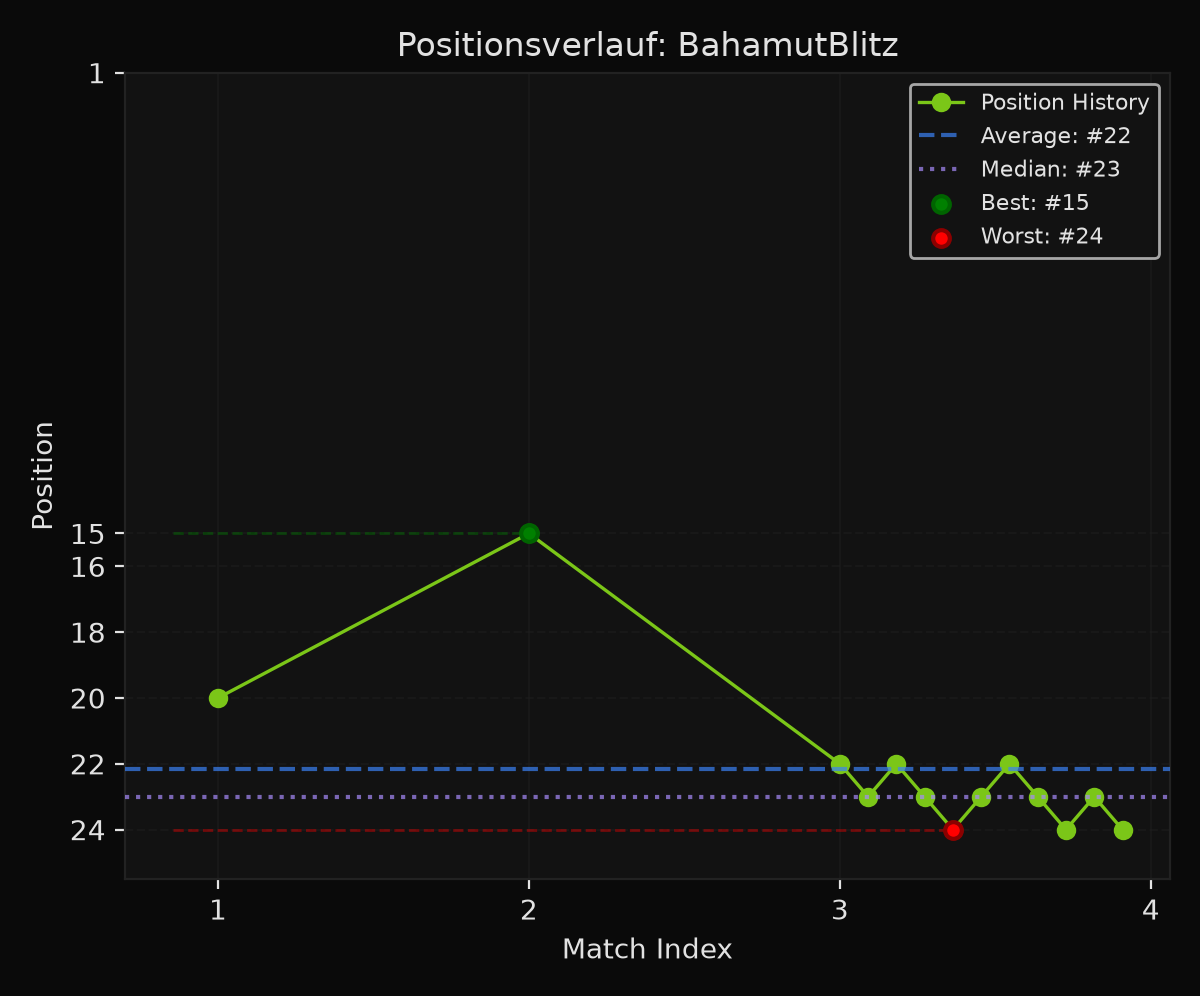 Positionsverlauf: BahamutBlitz
Position History
Average: #22
Median: #23
Best: #15
Worst: #24
Position
1
15
16
18
20
22
24
1
2
3
4
Match Index